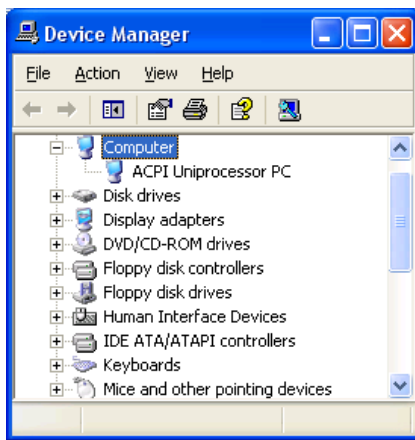 Device Manager
File Action View Help
Computer
ACPI Uniprocessor PC
Disk drives
Display adapters
DVD/CD-ROM drives
Floppy disk controllers
Floppy disk drives
Human Interface Devices
IDE ATA/ATAPI controllers
Keyboards
Mice and other pointing devices